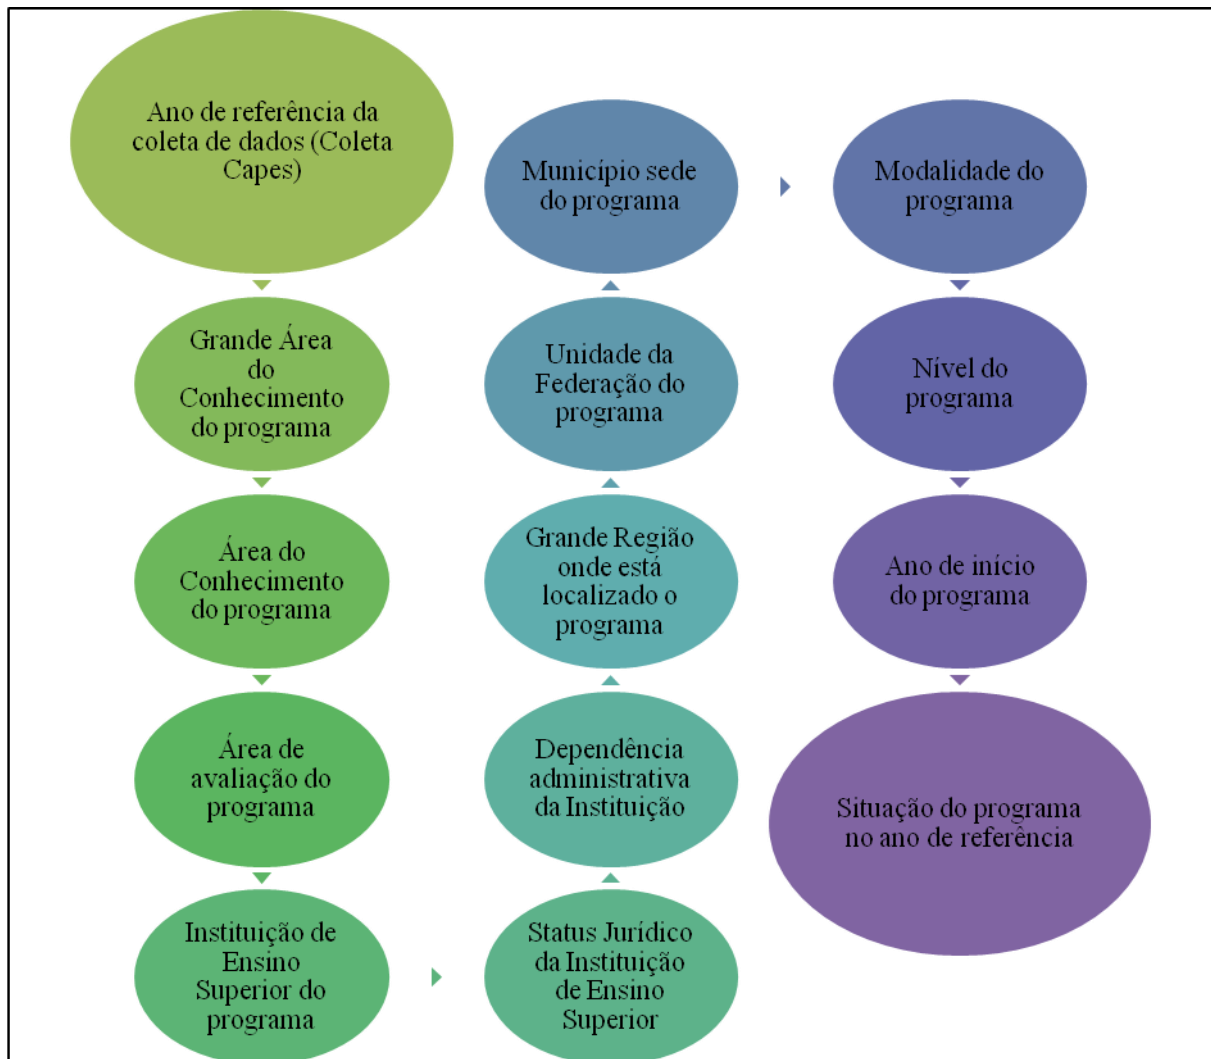 Ano de referência da
coleta de dados (Coleta
Capes)
Grande Área
do
Conhecimento
do programa
Área do
Conhecimento
do programa
Área de
avaliação do
programa
Instituição de
Ensino
Superior do
programa
Status Jurídico
da Instituição
de Ensino
Superior
Dependência
administrativa
da Instituição
Grande Região
onde está
localizado o
programa
Unidade da
Federação do
programa
Município sede
do programa
Modalidade do
programa
Nível do
programa
Ano de início
do programa
Situação do programa
no ano de referência